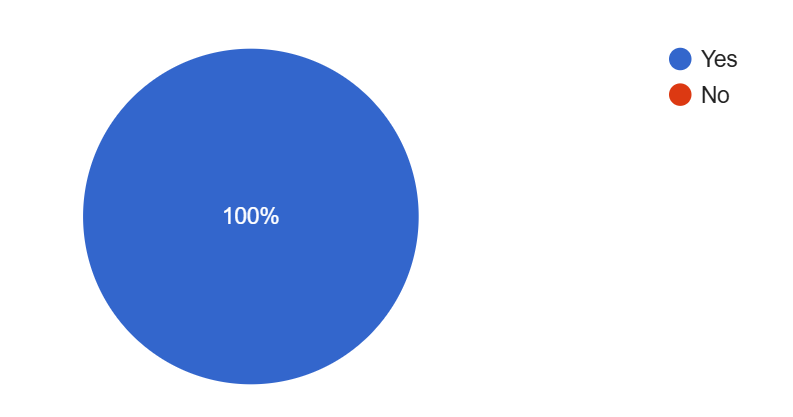 Yes
No
100%